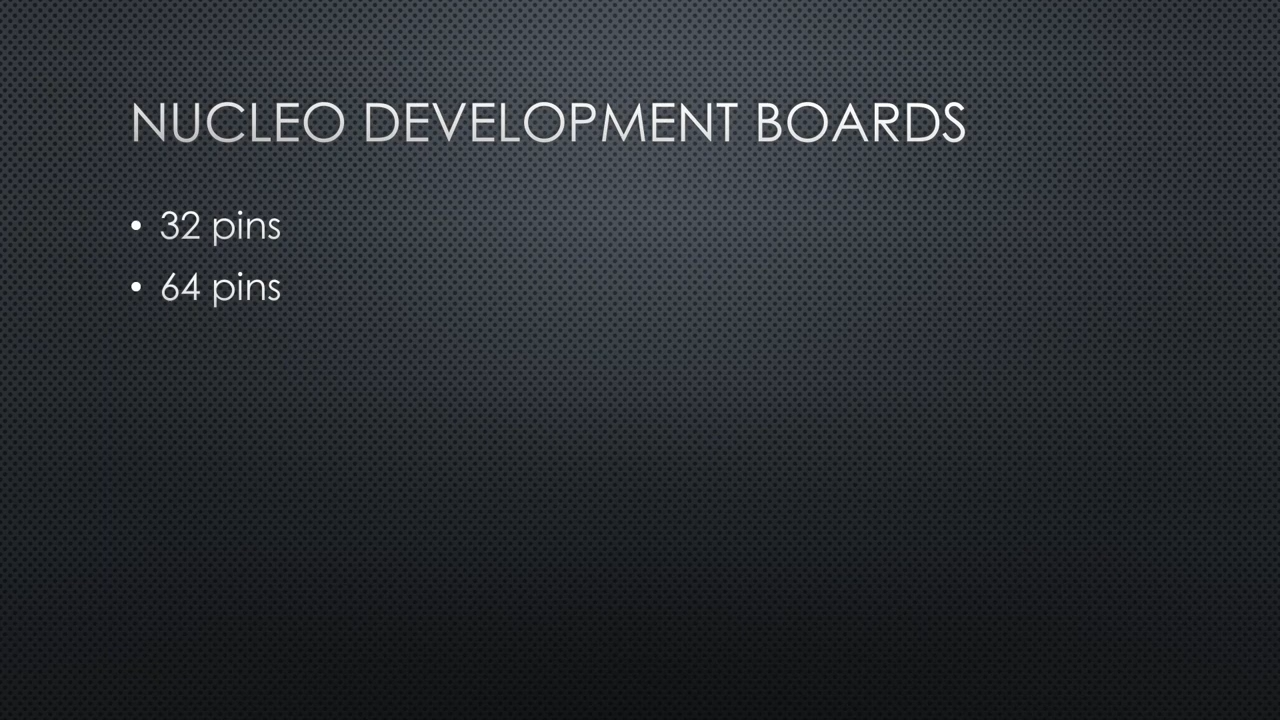 NUCLEO DEVELOPMENT BOARDS
• 32 pins
• 64 pins